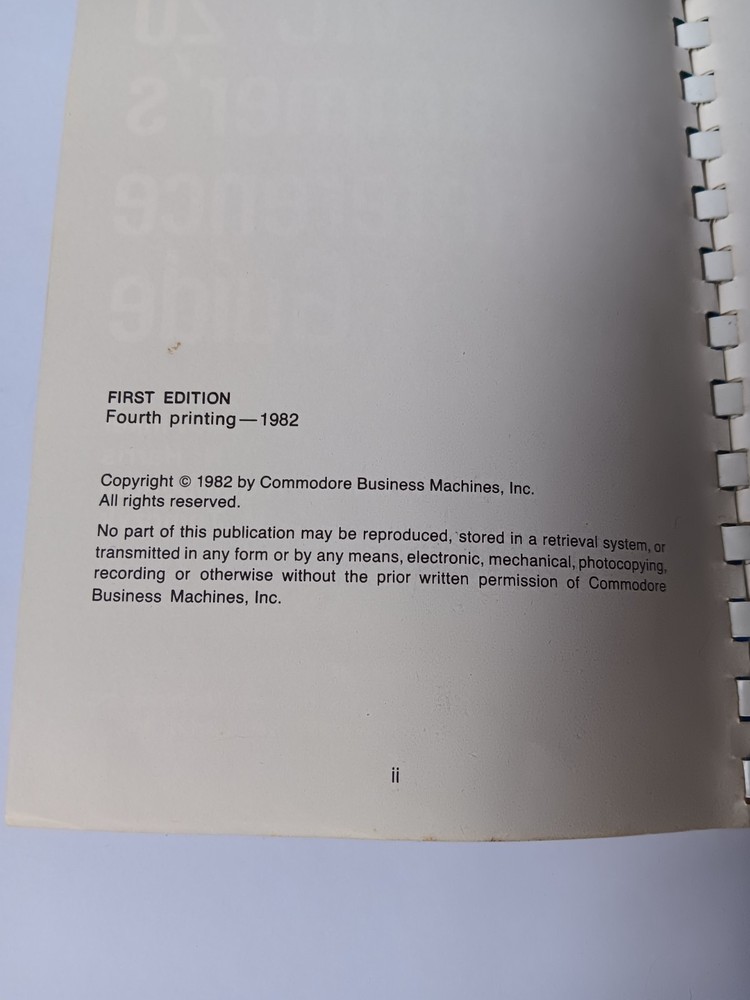 FIRST EDITION
Fourth printing—1982
Copyright © 1982 by Commodore Business Machines, Inc.
All rights reserved.
No part of this publication may be reproduced, stored in a retrieval system, or
transmitted in any form or by any means, electronic, mechanical, photocopying,
recording or otherwise without the prior written permission of Commodore
Business Machines, Inc.
ii